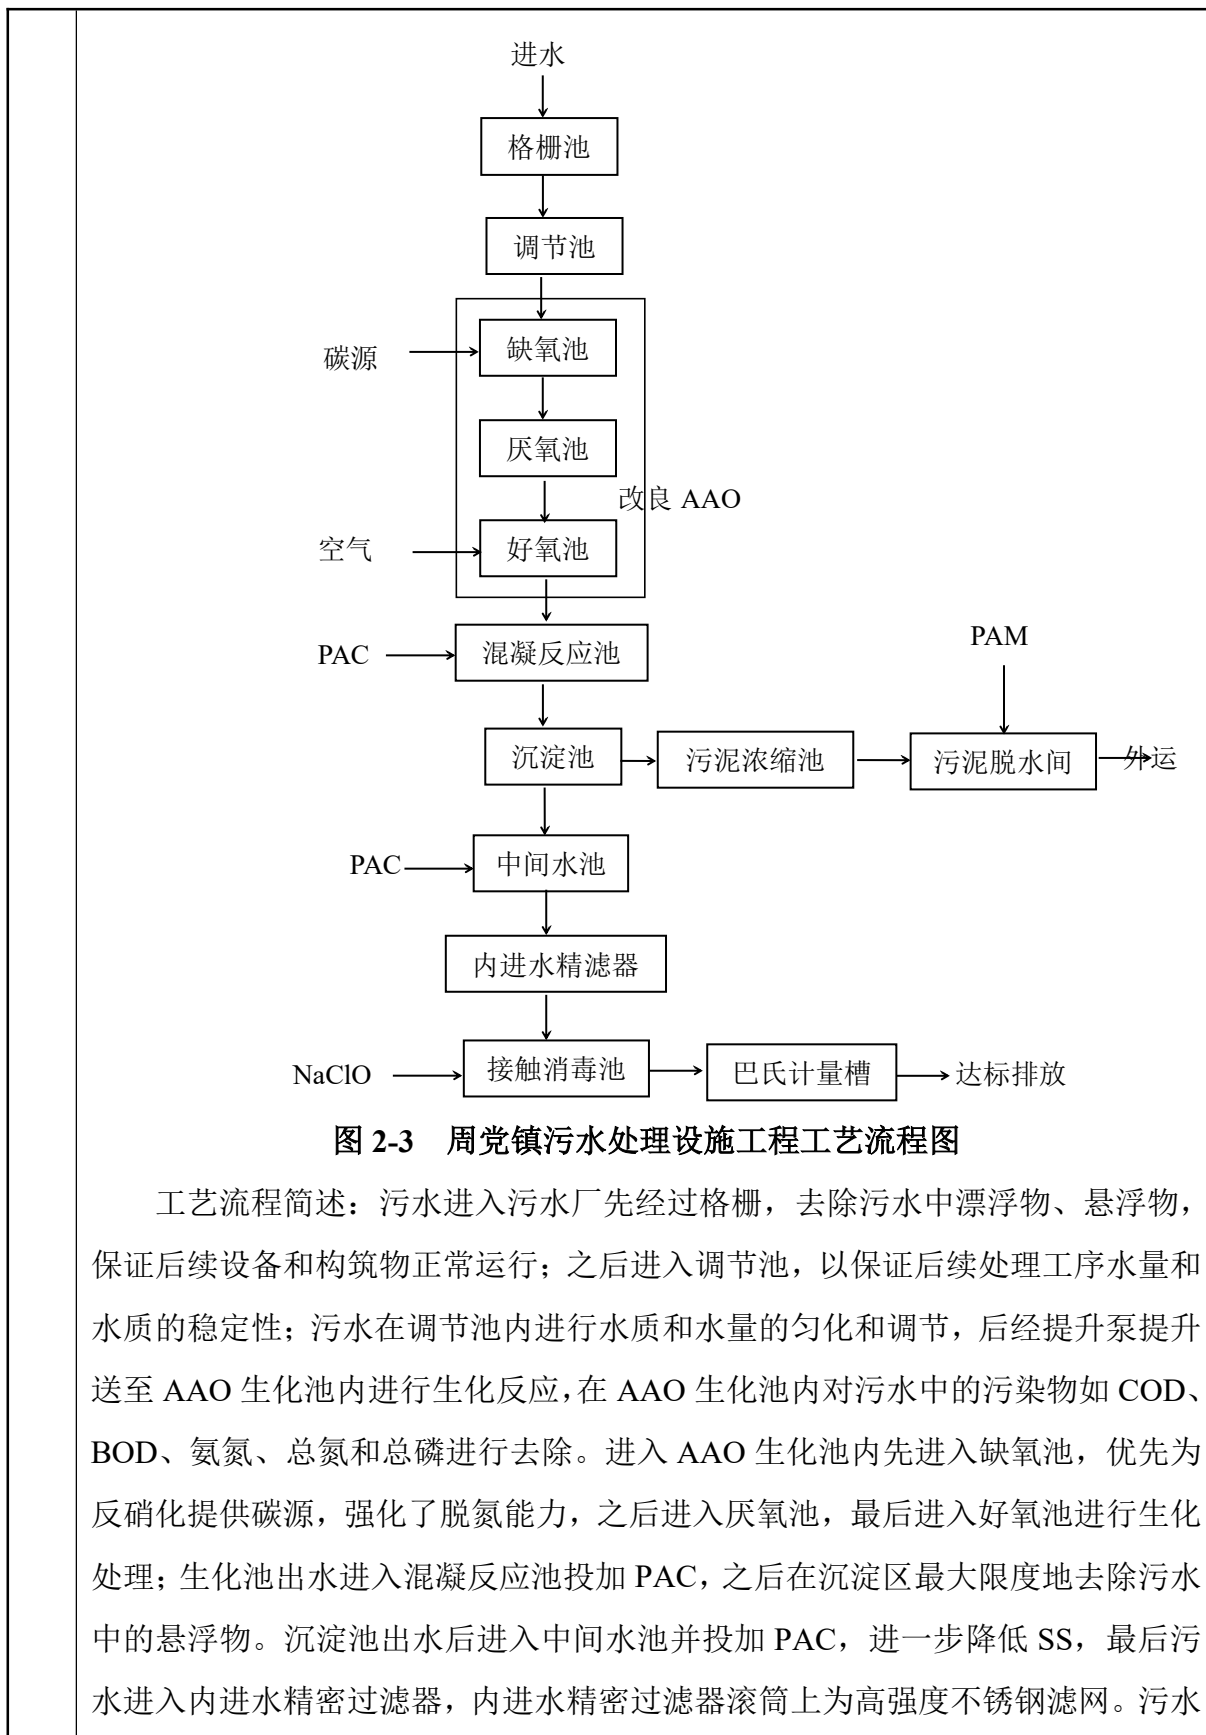 进水
格栅池
调节池
碳源
缺氧池
厌氧池
改良 AAO
空气
好氧池
PAC
混凝反应池
PAM
沉淀池
污泥浓缩池
污泥脱水间
外运
PAC
中间水池
内进水精滤器
NaClO
接触消毒池
巴氏计量槽
达标排放
图 2-3 周党镇污水处理设施工程工艺流程图
工艺流程简述：污水进入污水厂先经过格栅，去除污水中漂浮物、悬浮物，
保证后续设备和构筑物正常运行；之后进入调节池，以保证后续处理工序水量和
水质的稳定性；污水在调节池内进行水质和水量的匀化和调节，后经提升泵提升
送至 AAO 生化池内进行生化反应，在 AAO 生化池内对污水中的污染物如 COD、
BOD、氨氮、总氮和总磷进行去除。进入 AAO 生化池内先进入缺氧池，优先为
反硝化提供碳源，强化了脱氮能力，之后进入厌氧池，最后进入好氧池进行生化
处理；生化池出水进入混凝反应池投加 PAC，之后在沉淀区最大限度地去除污水
中的悬浮物。沉淀池出水后进入中间水池并投加 PAC，进一步降低 SS，最后污
水进入内进水精密过滤器，内进水精密过滤器滚筒上为高强度不锈钢滤网。污水